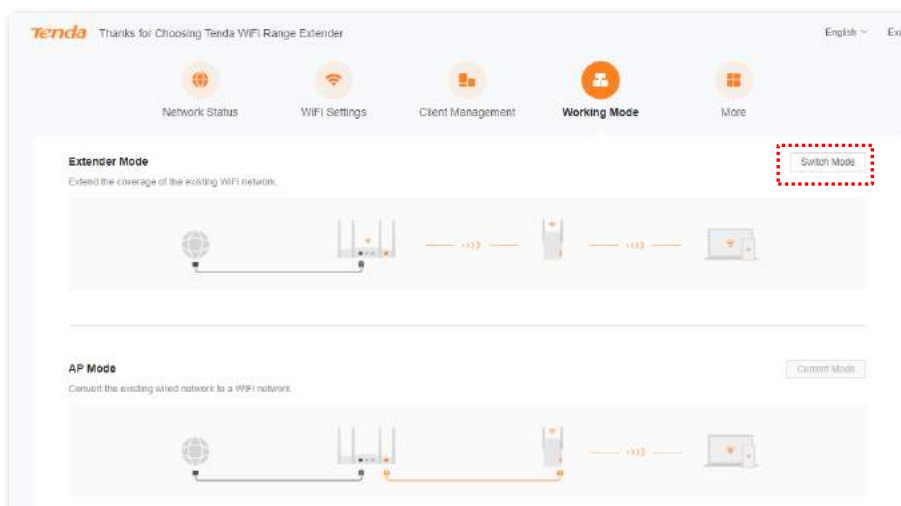 Tenda Thanks for Choosing Tenda WiFi Range Extender English
Network Status WiFi Settings Client Management Working Mode More
Extender Mode Switch Mode
Extend the coverage of the existing WiFi network.
AP Mode Current Mode
Convert the existing wired network to a WiFi network.